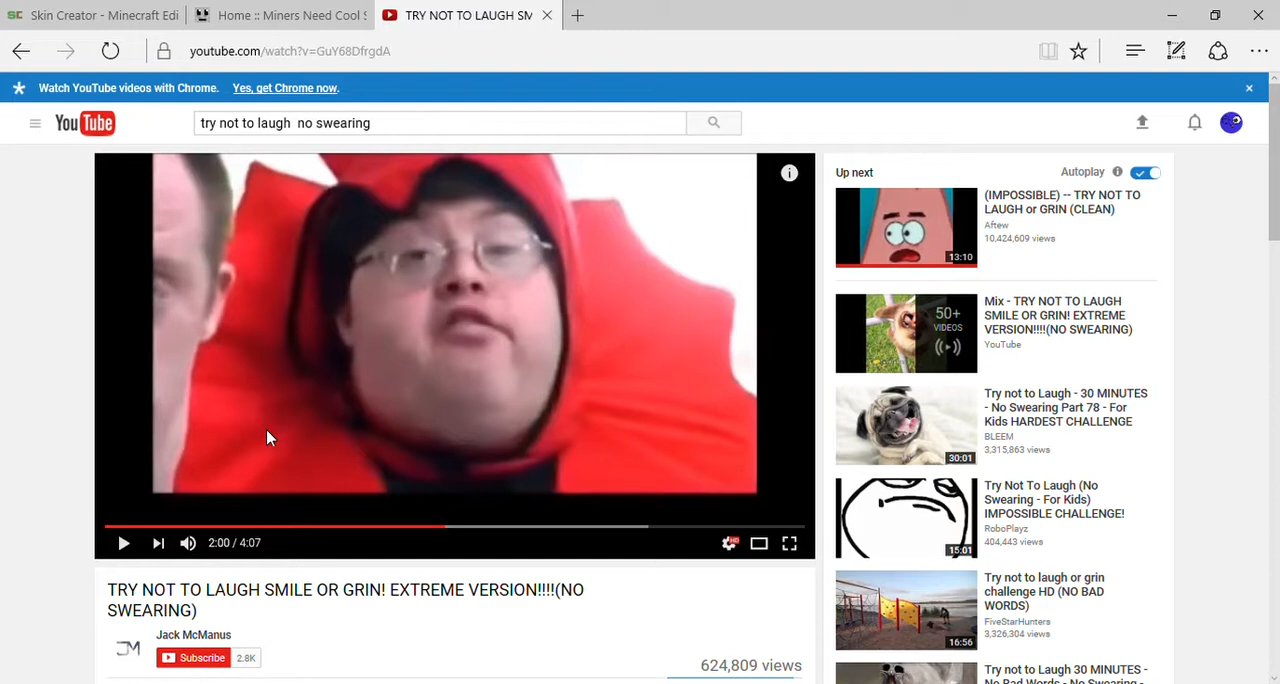 Skin Creator - Minecraft Edi
Home :: Miners Need Cool S
TRY NOT TO LAUGH SM
youtube.com/watch?v=GuY68DfrgdA
Watch YouTube videos with Chrome. Yes, get Chrome now.
YouTube
try not to laugh no swearing
Up next
Autoplay
(IMPOSSIBLE) -- TRY NOT TO
LAUGH or GRIN (CLEAN)
Aftew
10,424,609 views
13:10
Mix - TRY NOT TO LAUGH
SMILE OR GRIN! EXTREME
VERSION!!!!(NO SWEARING)
YouTube
50+
VIDEOS
Try not to Laugh - 30 MINUTES
- No Swearing Part 78 - For
Kids HARDEST CHALLENGE
BLEEM
3,315,863 views
30:01
Try Not To Laugh (No
Swearing - For Kids)
IMPOSSIBLE CHALLENGE!
RoboPlayz
404,443 views
15:01
Try not to laugh or grin
challenge HD (NO BAD
WORDS)
FiveStarHunters
3,326,304 views
16:56
Try not to Laugh 30 MINUTES -
No Bad Words - No Swearing -
2:00 / 4:07
HD
TRY NOT TO LAUGH SMILE OR GRIN! EXTREME VERSION!!!!(NO
SWEARING)
JM
Jack McManus
Subscribe 2.8K
624,809 views